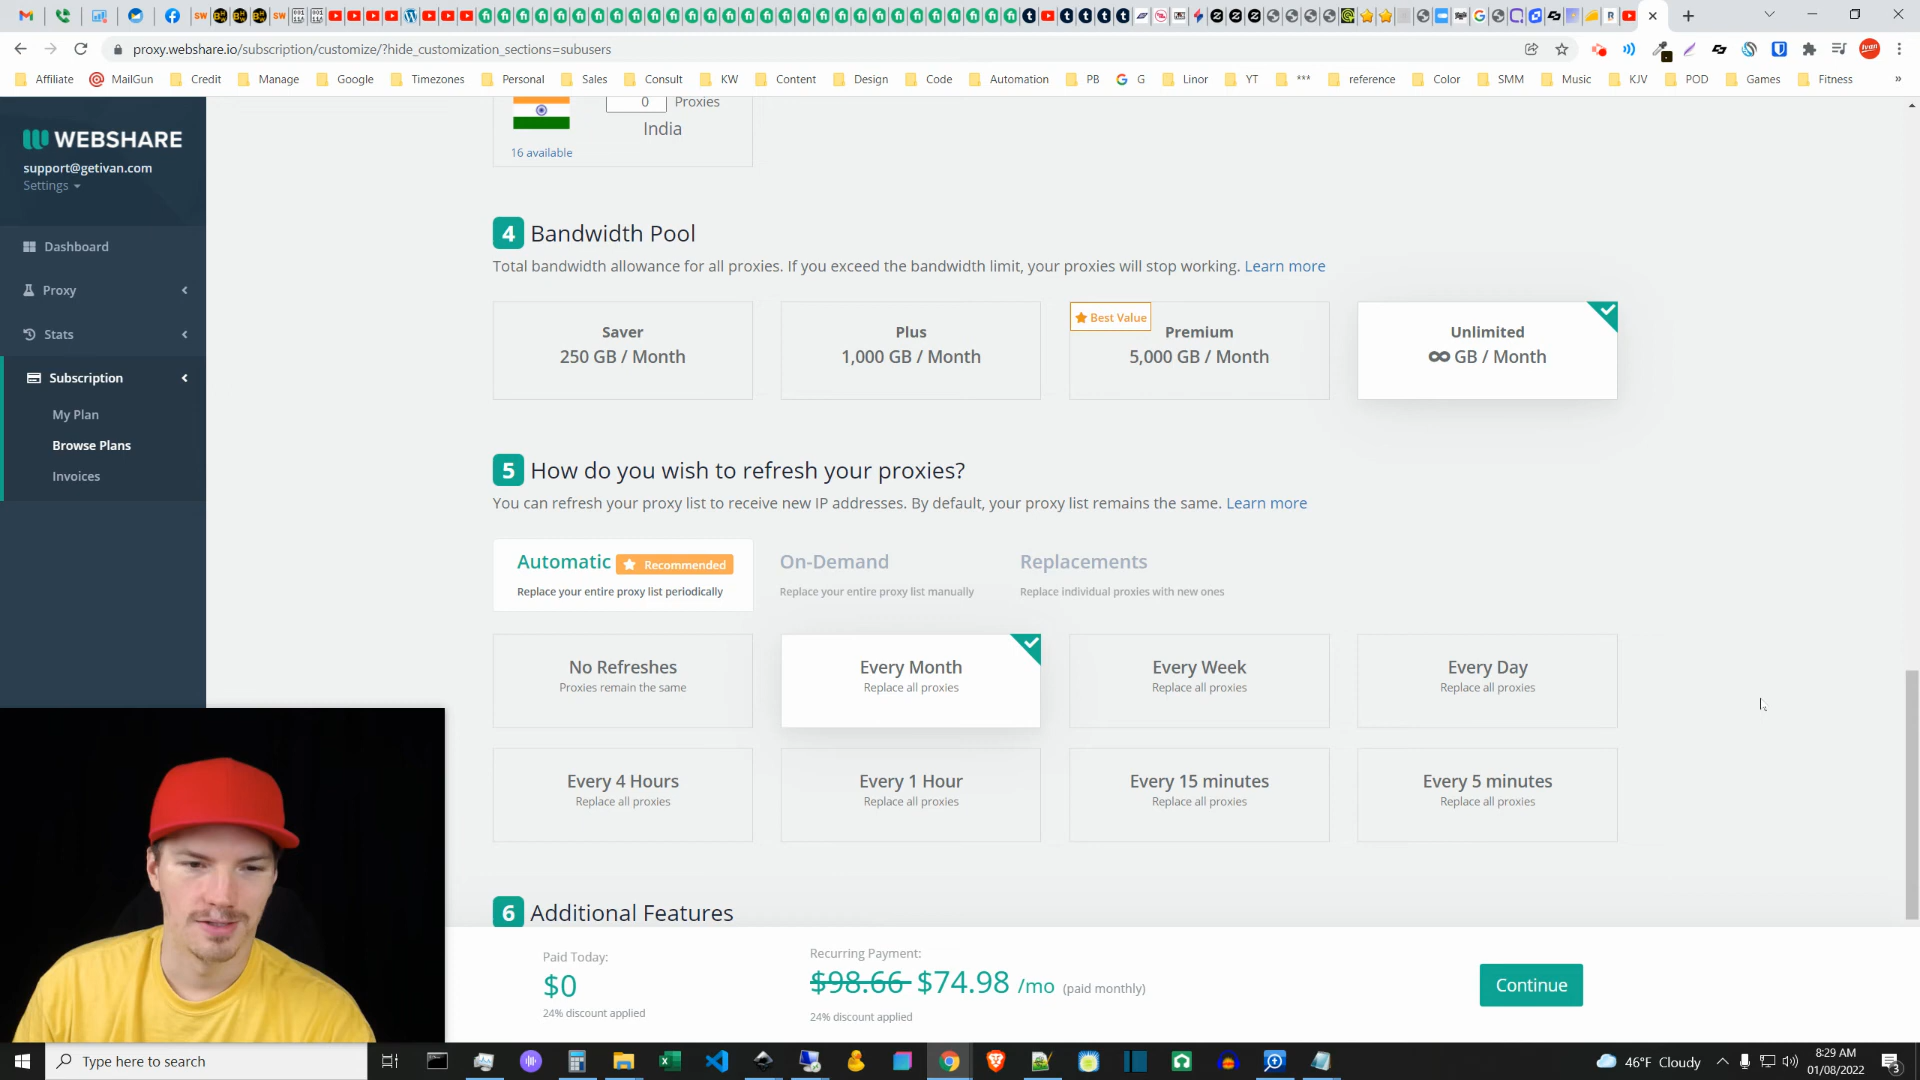 proxy.webshare.io/subscription/customize/?hide_customization_sections=subusers
Affiliate MailGun Credit Manage Google Timezones Personal Sales Consult KW Content Design Code Automation PB G Linor YT *** reference Color SMM Music KJV POD Games Fitness »
WEBSHARE
support@getivan.com
Settings
Dashboard
Proxy
Stats
Subscription
My Plan
Browse Plans
Invoices
0 Proxies
India
16 available
4 Bandwidth Pool
Total bandwidth allowance for all proxies. If you exceed the bandwidth limit, your proxies will stop working. Learn more
Saver
250 GB / Month
Plus
1,000 GB / Month
Best Value
Premium
5,000 GB / Month
Unlimited
∞ GB / Month
5 How do you wish to refresh your proxies?
You can refresh your proxy list to receive new IP addresses. By default, your proxy list remains the same. Learn more
Automatic Recommended
Replace your entire proxy list periodically
On-Demand
Replace your entire proxy list manually
Replacements
Replace individual proxies with new ones
No Refreshes
Proxies remain the same
Every Month
Replace all proxies
Every Week
Replace all proxies
Every Day
Replace all proxies
Every 4 Hours
Replace all proxies
Every 1 Hour
Replace all proxies
Every 15 minutes
Replace all proxies
Every 5 minutes
Replace all proxies
6 Additional Features
Paid Today:
$0
24% discount applied
Recurring Payment:
$98.66 $74.98 /mo (paid monthly)
24% discount applied
Continue
Type here to search
46°F Cloudy
8:29 AM
01/08/2022
3